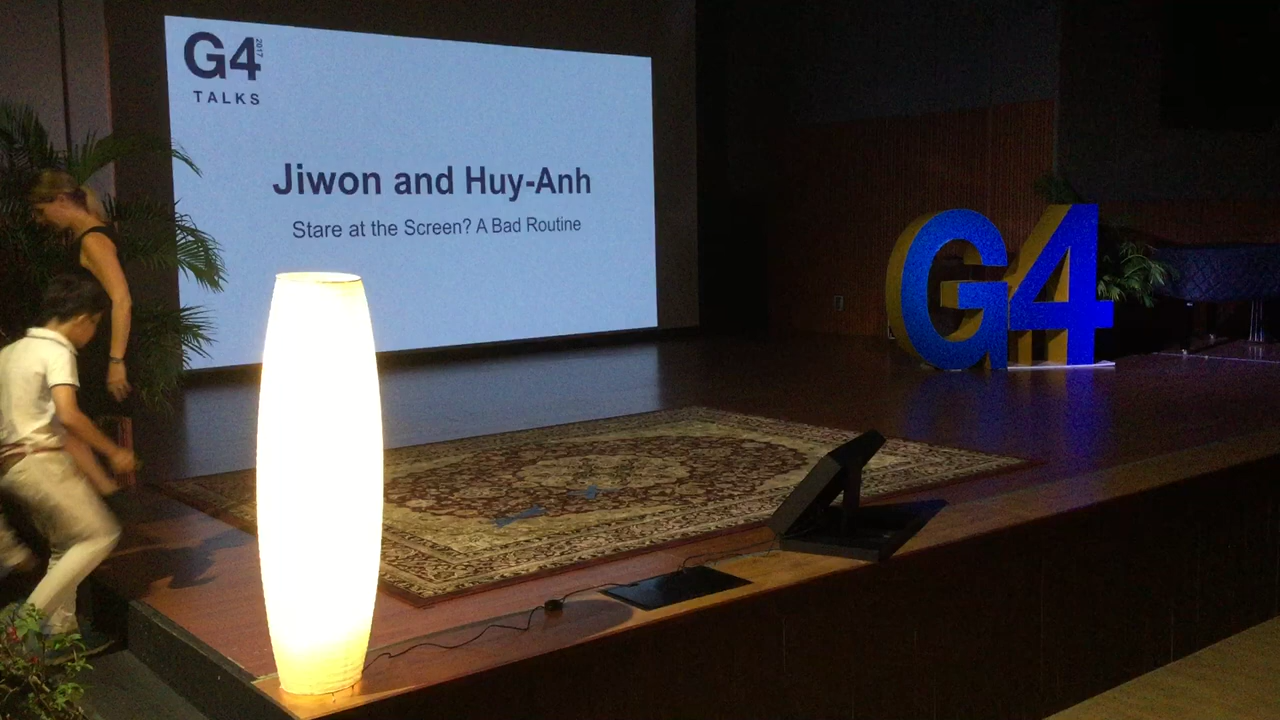 G4 2017
TALKS
Jiwon and Huy-Anh
Stare at the Screen? A Bad Routine
G4